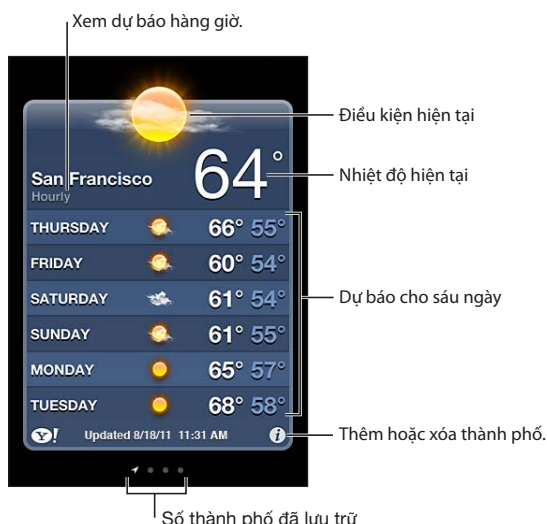 Xem dự báo hàng giờ.
Điều kiện hiện tại
64°
Nhiệt độ hiện tại
San Francisco
Hourly
THURSDAY 66° 55°
FRIDAY 60° 54°
SATURDAY 61° 54°
Dự báo cho sáu ngày
SUNDAY 61° 55°
MONDAY 65° 57°
TUESDAY 68° 58°
Y! Updated 8/18/11 11:31 AM i
Thêm hoặc xóa thành phố.
Số thành phố đã lưu trữ